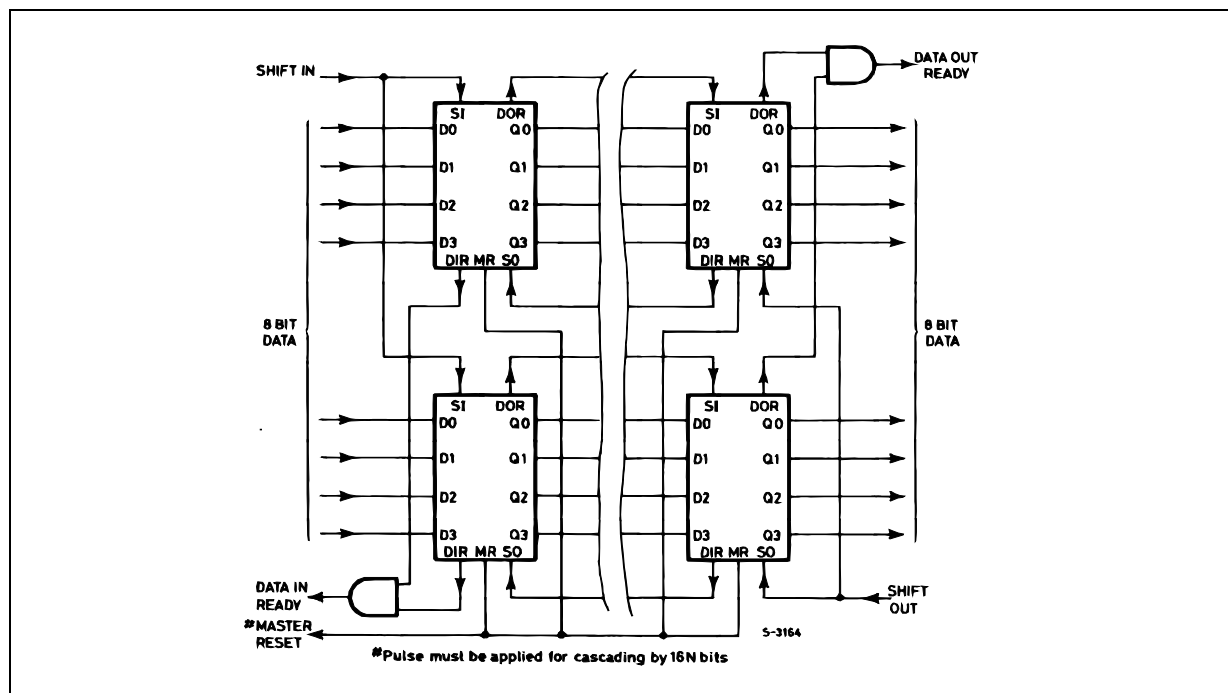 SHIFT IN
DATA OUT
READY
SI DOR
D0 Q0
D1 Q1
D2 Q2
D3 Q3
DIR MR SO
SI DOR
D0 Q0
D1 Q1
D2 Q2
D3 Q3
DIR MR SO
8 BIT
DATA
8 BIT
DATA
SI DOR
D0 Q0
D1 Q1
D2 Q2
D3 Q3
DIR MR SO
SI DOR
D0 Q0
D1 Q1
D2 Q2
D3 Q3
DIR MR SO
DATA IN
READY
SHIFT
OUT
#MASTER
RESET
S-3164
#Pulse must be applied for cascading by 16N bits